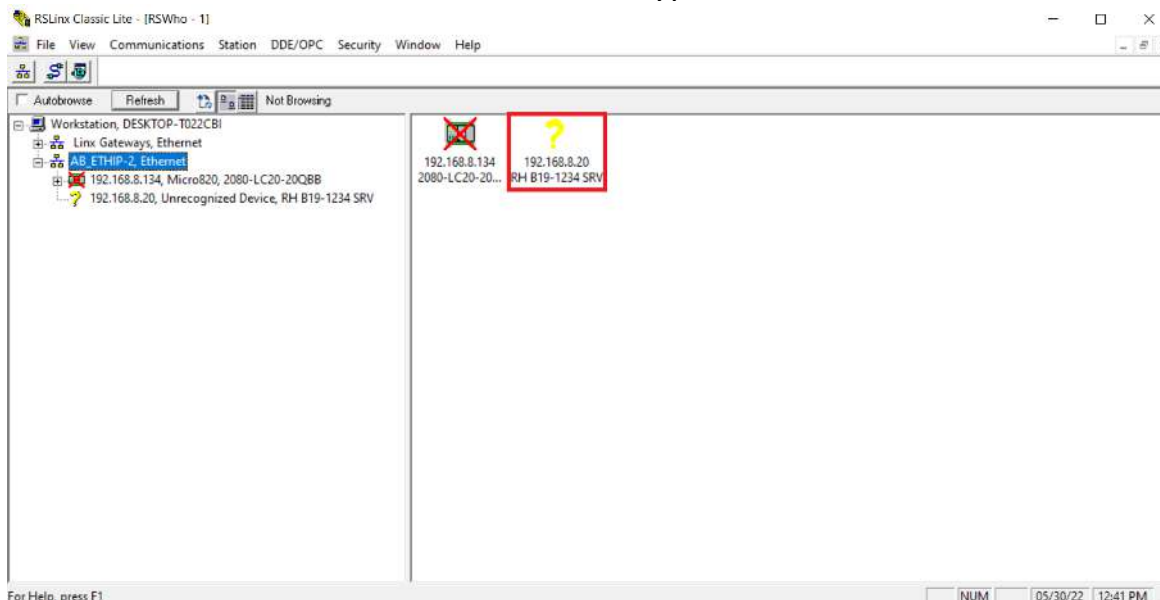 RSLinx Classic Lite - [RSWho - 1]
File View Communications Station DDE/OPC Security Window Help
Autobrowse Refresh Not Browsing
Workstation, DESKTOP-T022CBI
Linx Gateways, Ethernet
AB_ETHIP-2, Ethernet
192.168.8.134, Micro820, 2080-LC20-20QBB
192.168.8.20, Unrecognized Device, RH B19-1234 SRV
192.168.8.134
2080-LC20-20...
192.168.8.20
RH B19-1234 SRV
For Help, press F1
NUM 05/30/22 12:41 PM